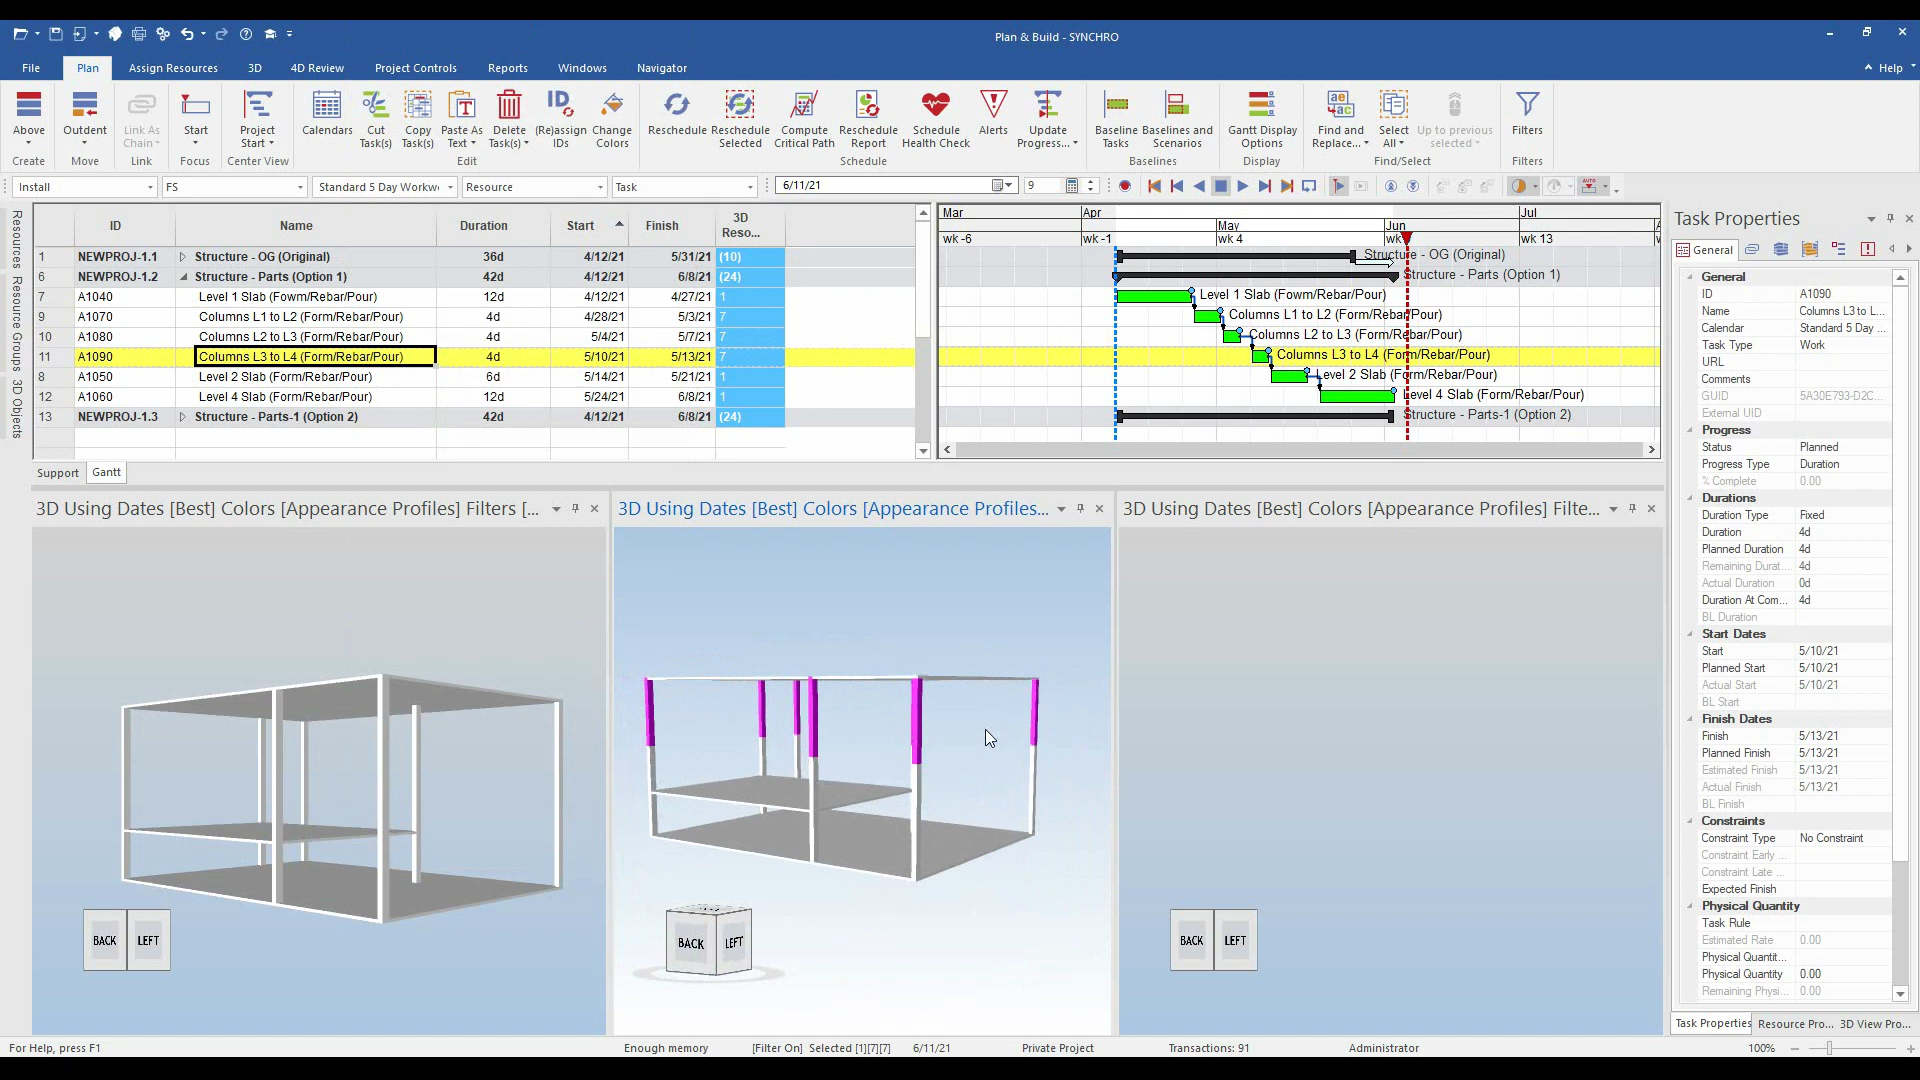 Plan & Build - SYNCHRO
File Plan Assign Resources 3D 4D Review Project Controls Reports Windows Navigator Help
Above Outdent Link As Chain Start Project Start Calendars Cut Task(s) Copy Task(s) Paste As Text Delete Task(s) (Re)assign IDs Change Colors Reschedule Reschedule Selected Compute Critical Path Reschedule Report Schedule Health Check Alerts Update Progress... Baseline Tasks Baselines and Scenarios Gantt Display Options Find and Replace... Select All Up to previous selected Filters
Create Move Link Focus Center View Edit Schedule Baselines Display Find/Select Filters
Install FS Standard 5 Day Workw Resource Task 6/11/21 9
Resources
Resource Groups
3D Objects
ID Name Duration Start Finish 3D Reso...
1 NEWPROJ-1.1 Structure - OG (Original) 36d 4/12/21 5/31/21 (10)
6 NEWPROJ-1.2 Structure - Parts (Option 1) 42d 4/12/21 6/8/21 (24)
7 A1040 Level 1 Slab (Fowm/Rebar/Pour) 12d 4/12/21 4/27/21 1
9 A1070 Columns L1 to L2 (Form/Rebar/Pour) 4d 4/28/21 5/3/21 7
10 A1080 Columns L2 to L3 (Form/Rebar/Pour) 4d 5/4/21 5/7/21 7
11 A1090 Columns L3 to L4 (Form/Rebar/Pour) 4d 5/10/21 5/13/21 7
8 A1050 Level 2 Slab (Form/Rebar/Pour) 6d 5/14/21 5/21/21 1
12 A1060 Level 4 Slab (Form/Rebar/Pour) 12d 5/24/21 6/8/21 1
13 NEWPROJ-1.3 Structure - Parts-1 (Option 2) 42d 4/12/21 6/8/21 (24)
Support Gantt
Mar Apr Jul
May Jun
wk -6 wk -1 wk 4 wk 13
Structure - OG (Original)
Structure - Parts (Option 1)
Level 1 Slab (Fowm/Rebar/Pour)
Columns L1 to L2 (Form/Rebar/Pour)
Columns L2 to L3 (Form/Rebar/Pour)
Columns L3 to L4 (Form/Rebar/Pour)
Level 2 Slab (Form/Rebar/Pour)
Level 4 Slab (Form/Rebar/Pour)
Structure - Parts-1 (Option 2)
3D Using Dates [Best] Colors [Appearance Profiles] Filters [...
3D Using Dates [Best] Colors [Appearance Profiles...
3D Using Dates [Best] Colors [Appearance Profiles] Filte...
BACK LEFT
BACK LEFT
BACK LEFT
Task Properties
General
General
ID A1090
Name Columns L3 to L...
Calendar Standard 5 Day ...
Task Type Work
URL
Comments
GUID 5A30E793-D2C...
External UID
Progress
Status Planned
Progress Type Duration
% Complete 0.00
Durations
Duration Type Fixed
Duration 4d
Planned Duration 4d
Remaining Durat... 4d
Actual Duration 0d
Duration At Com... 4d
BL Duration
Start Dates
Start 5/10/21
Planned Start 5/10/21
Actual Start 5/10/21
BL Start
Finish Dates
Finish 5/13/21
Planned Finish 5/13/21
Estimated Finish 5/13/21
Actual Finish 5/13/21
BL Finish
Constraints
Constraint Type No Constraint
Constraint Early ...
Constraint Late ...
Expected Finish
Physical Quantity
Task Rule
Estimated Rate 0.00
Physical Quantit...
Physical Quantity 0.00
Remaining Physi... 0.00
Task Properties Resource Pro... 3D View Pro...
For Help, press F1 Enough memory [Filter On] Selected [1][7][7] 6/11/21 Private Project Transactions: 91 Administrator 100%